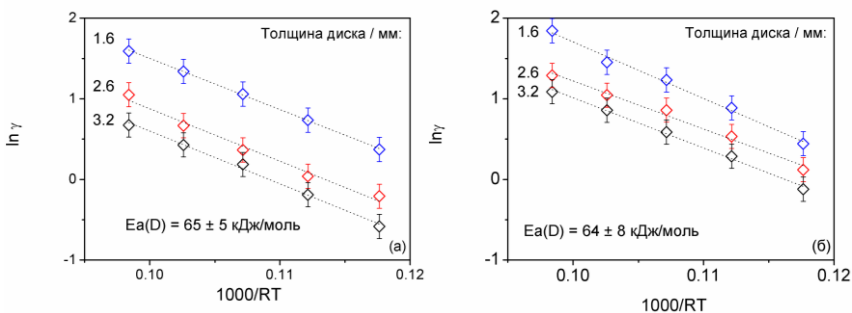 2
1
0
-1
ln γ
0.10
0.11
0.12
1000/RT
Толщина диска / мм:
1.6
2.6
3.2
Ea(D) = 65 ± 5 кДж/моль
(а)
2
1
0
-1
lnγ
0.10
0.11
0.12
1000/RT
Толщина диска / мм:
1.6
2.6
3.2
Ea(D) = 64 ± 8 кДж/моль
(б)